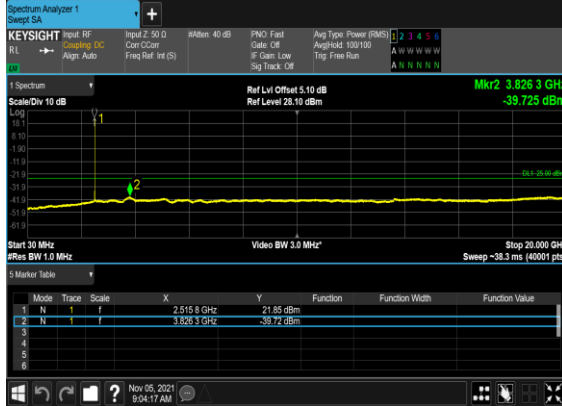 Spectrum Analyzer 1
Swept SA
+
KEYSIGHT Input: RF Input Z: 50 Ω #Atten: 40 dB PNO: Fast Avg Type: Power (RMS) 1 2 3 4 5 6
RL Coupling: DC Corr CCorr Gate: Off Avg|Hold: 100/100 A W W W W W
Align: Auto Freq Ref: Int (S) IF Gain: Low Trig: Free Run
Sig Track: Off A N N N N N
LXI
1 Spectrum
Ref Lvl Offset 5.10 dB Mkr2 3.826 3 GHz
Scale/Div 10 dB Ref Level 28.10 dBm -39.725 dBm
Log
18.1
8.10
-1.90
-11.9
-21.9
-31.9
-41.9
-51.9
-61.9
1
2
DL1 -25.00 dBm
Start 30 MHz Video BW 3.0 MHz* Stop 20.000 GHz
#Res BW 1.0 MHz Sweep ~38.3 ms (40001 pts)
5 Marker Table
Mode Trace Scale X Y Function Function Width Function Value
1 N 1 f 2.515 8 GHz 21.85 dBm
2 N 1 f 3.826 3 GHz -39.72 dBm
3
4
5
6
? Nov 05, 2021
9:04:17 AM